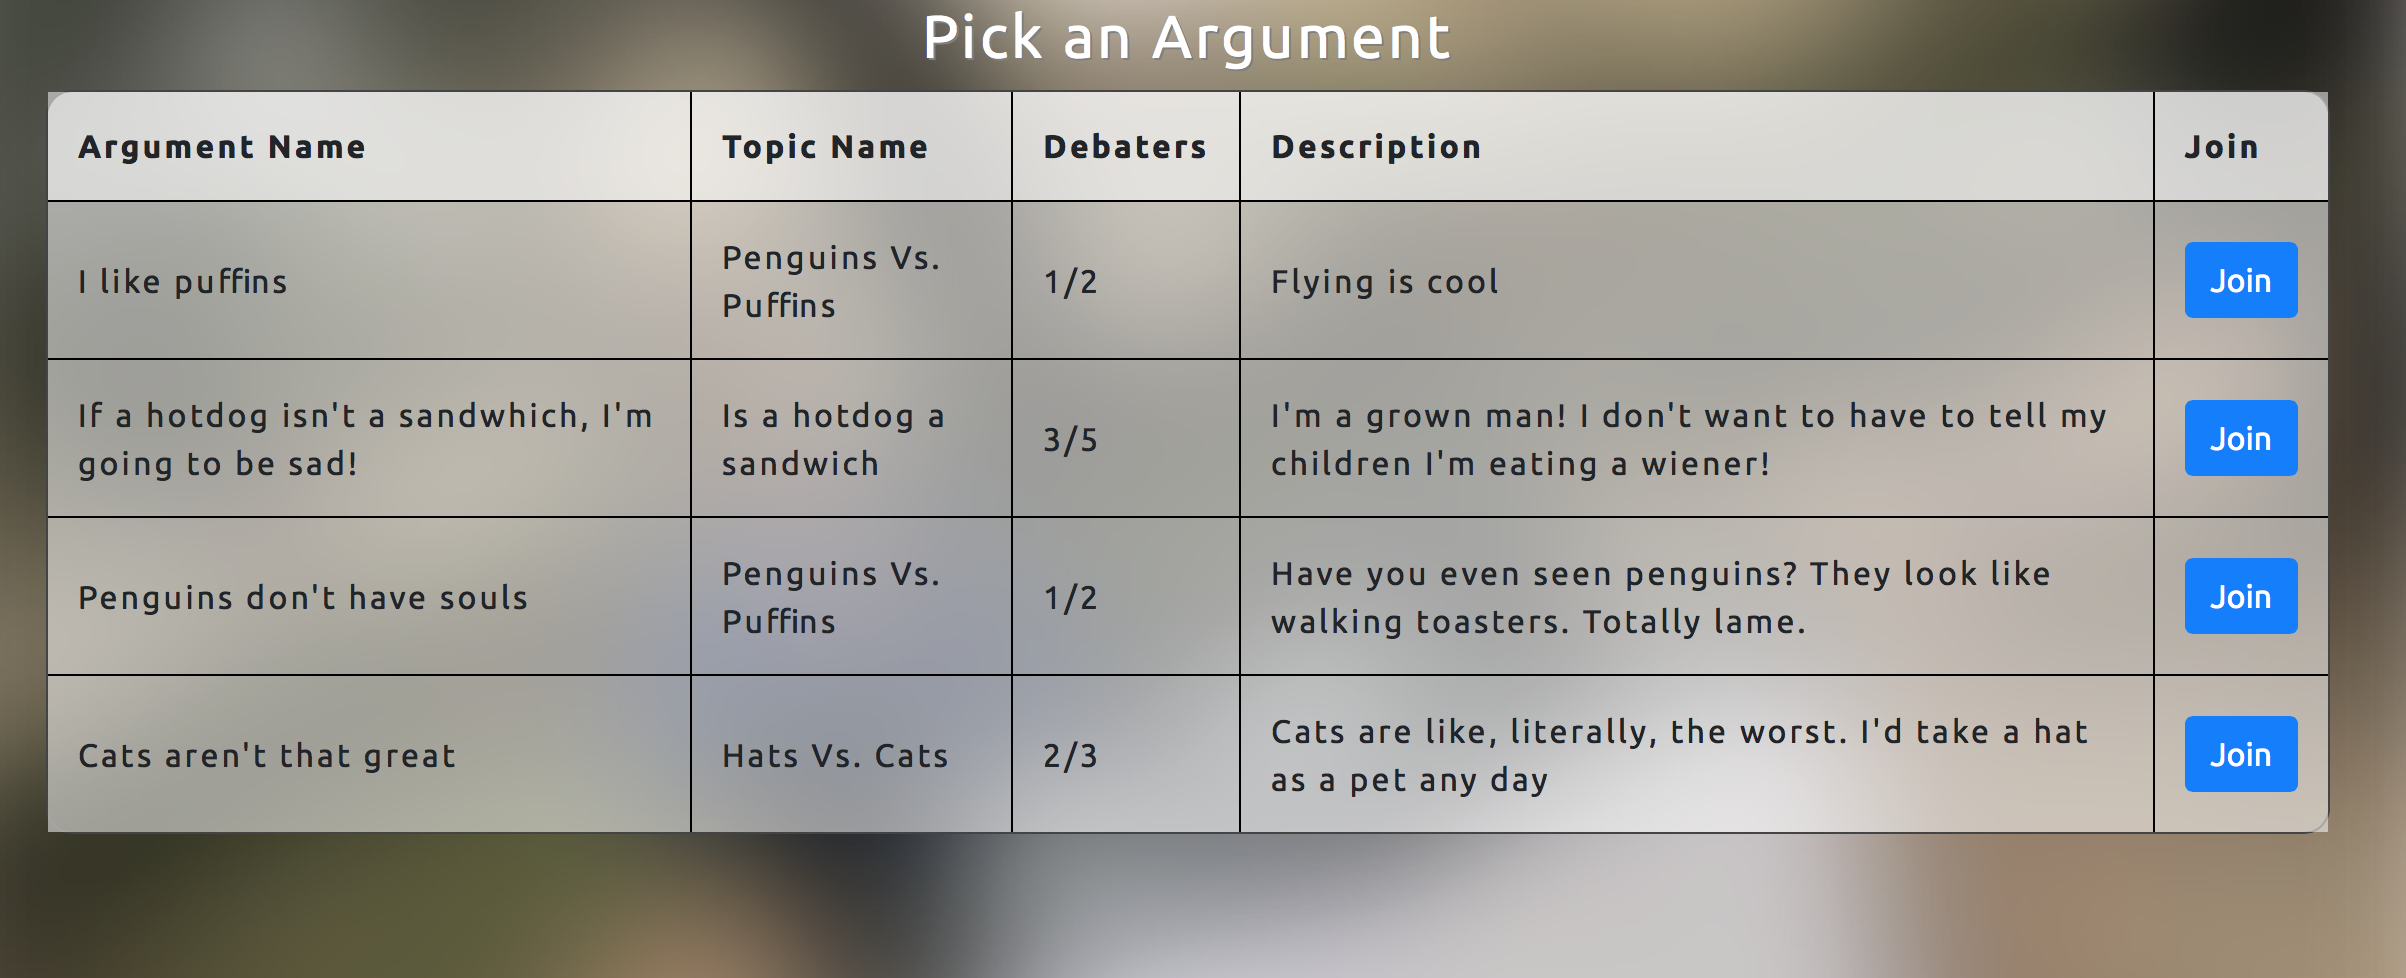 Pick an Argument
Argument Name
Topic Name
Debaters
Description
Join
I like puffins
Penguins Vs.
Puffins
1/2
Flying is cool
Join
If a hotdog isn't a sandwhich, I'm
going to be sad!
Is a hotdog a
sandwich
3/5
I'm a grown man! I don't want to have to tell my
children I'm eating a wiener!
Join
Penguins don't have souls
Penguins Vs.
Puffins
1/2
Have you even seen penguins? They look like
walking toasters. Totally lame.
Join
Cats aren't that great
Hats Vs. Cats
2/3
Cats are like, literally, the worst. I'd take a hat
as a pet any day
Join